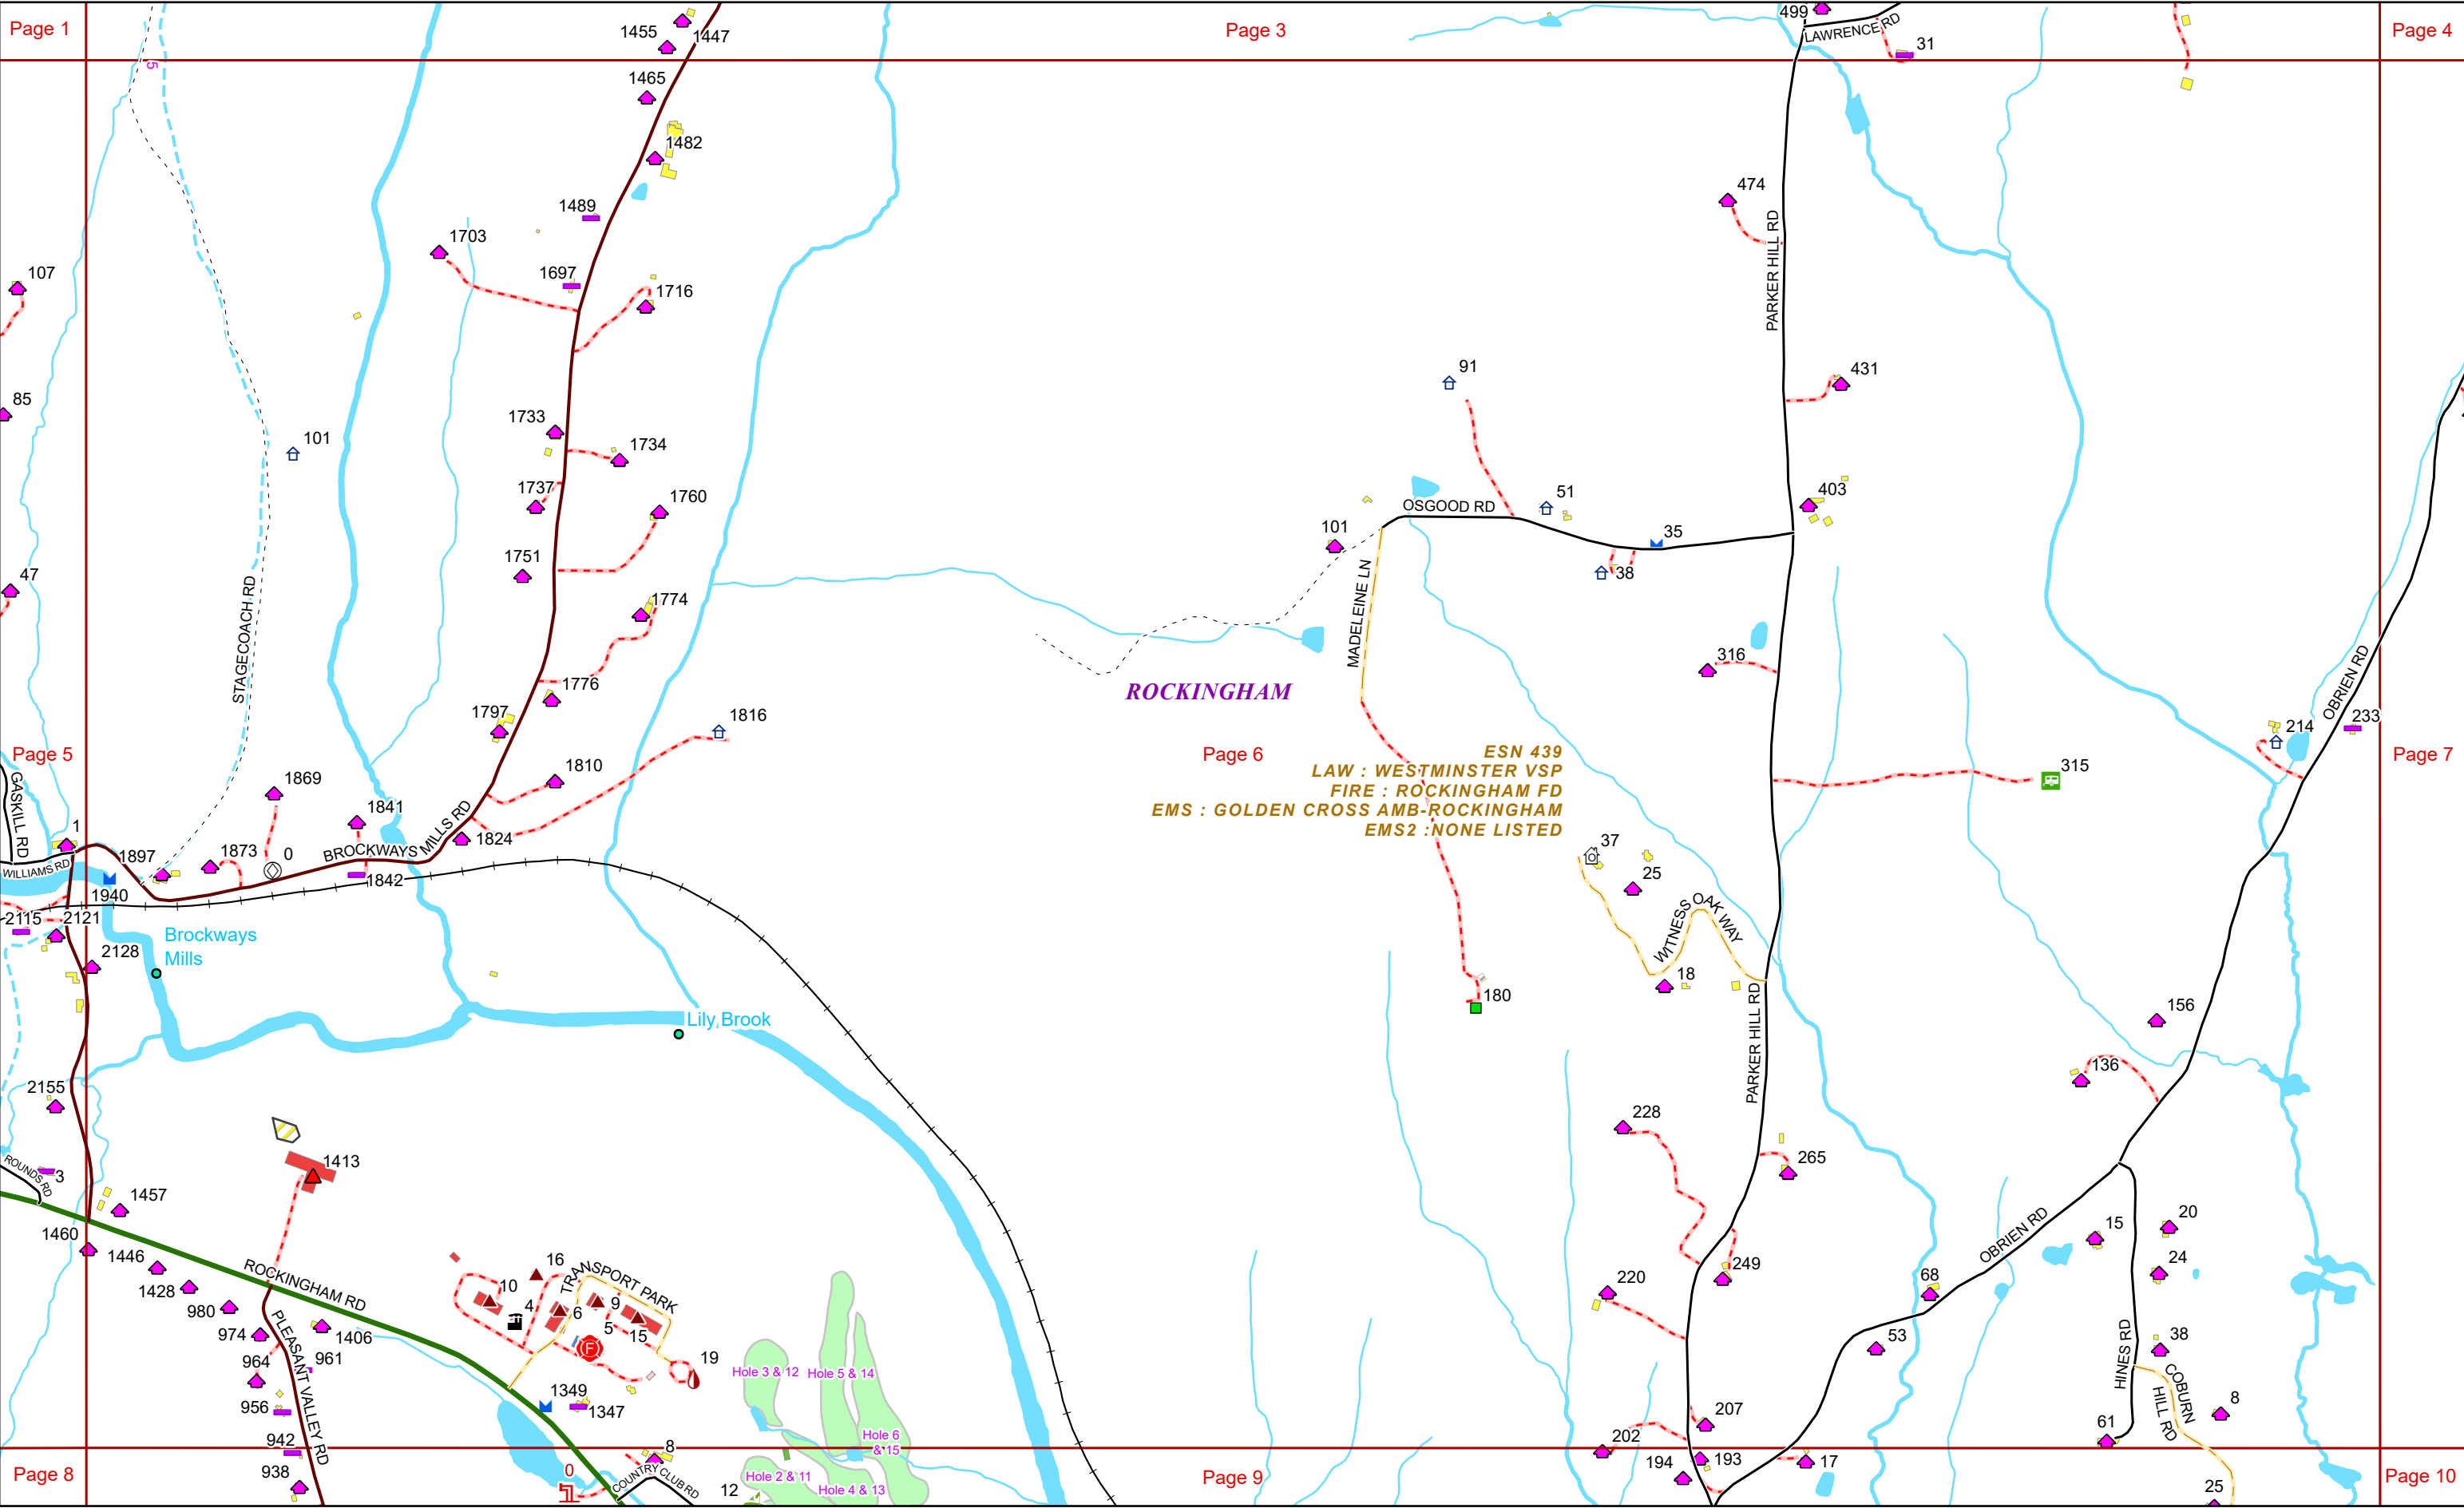 Page 1
5
1455
1447
Page 3
499
LAWRENCE RD
31
Page 4
1465
1482
1489
1703
1697
1716
107
85
101
47
1733
1734
1737
1760
1751
1774
STAGECOACH RD
1776
1797
1816
1810
474
PARKER HILL RD
431
91
OSGOOD RD
51
403
101
35
38
MADELEINE LN
316
ROCKINGHAM
Page 5
Page 6
ESN 439
LAW : WESTMINSTER VSP
FIRE : ROCKINGHAM FD
EMS : GOLDEN CROSS AMB-ROCKINGHAM
EMS2 :NONE LISTED
315
OBRIEN RD
214
233
Page 7
GASKILL RD
1
WILLIAMS RD
1869
1841
1897
1873
0
BROCKWAYS MILLS RD
1824
1842
1940
2115
2121
2128
Brockways
Mills
Lily Brook
37
25
WITNESS OAK WAY
18
180
PARKER HILL RD
156
136
2155
ROUNDS RD
3
1413
1457
1460
1446
1428
980
974
964
961
956
942
938
1406
ROCKINGHAM RD
PLEASANT VALLEY RD
16
TRANSPORT PARK
10
4
6
9
5
15
F
19
1349
1347
228
265
249
220
OBRIEN RD
68
53
15
20
24
HINES RD
38
COBURN
HILL RD
8
61
207
202
194
193
17
25
Hole 3 & 12
Hole 5 & 14
Hole 6
& 15
Hole 2 & 11
Hole 4 & 13
Page 8
0
8
COUNTRY CLUB RD
12
Page 9
Page 10